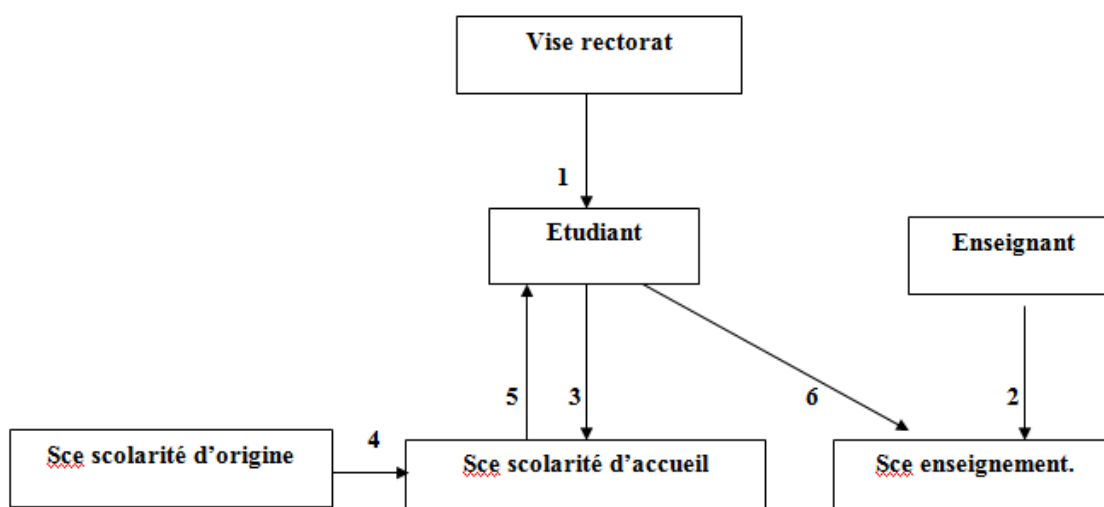 Vise rectorat
1
Etudiant
Enseignant
5
3
6
2
4
Sce scolarité d’origine
Sce scolarité d’accueil
Sce enseignement.